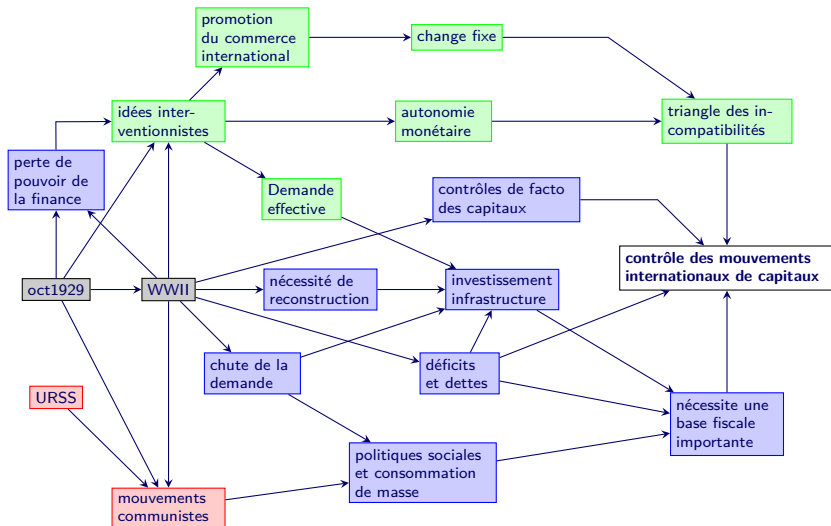 promotion
du commerce
international
change fixe
idées inter-
ventionnistes
autonomie
monétaire
triangle des in-
compatibilités
perte de
pouvoir de
la finance
Demande
effective
contrôles de facto
des capitaux
contrôle des mouvements
internationaux de capitaux
oct1929
WWII
nécessité de
reconstruction
investissement
infrastructure
chute de la
demande
déficits
et dettes
URSS
nécessite une
base fiscale
importante
politiques sociales
et consommation
de masse
mouvements
communistes